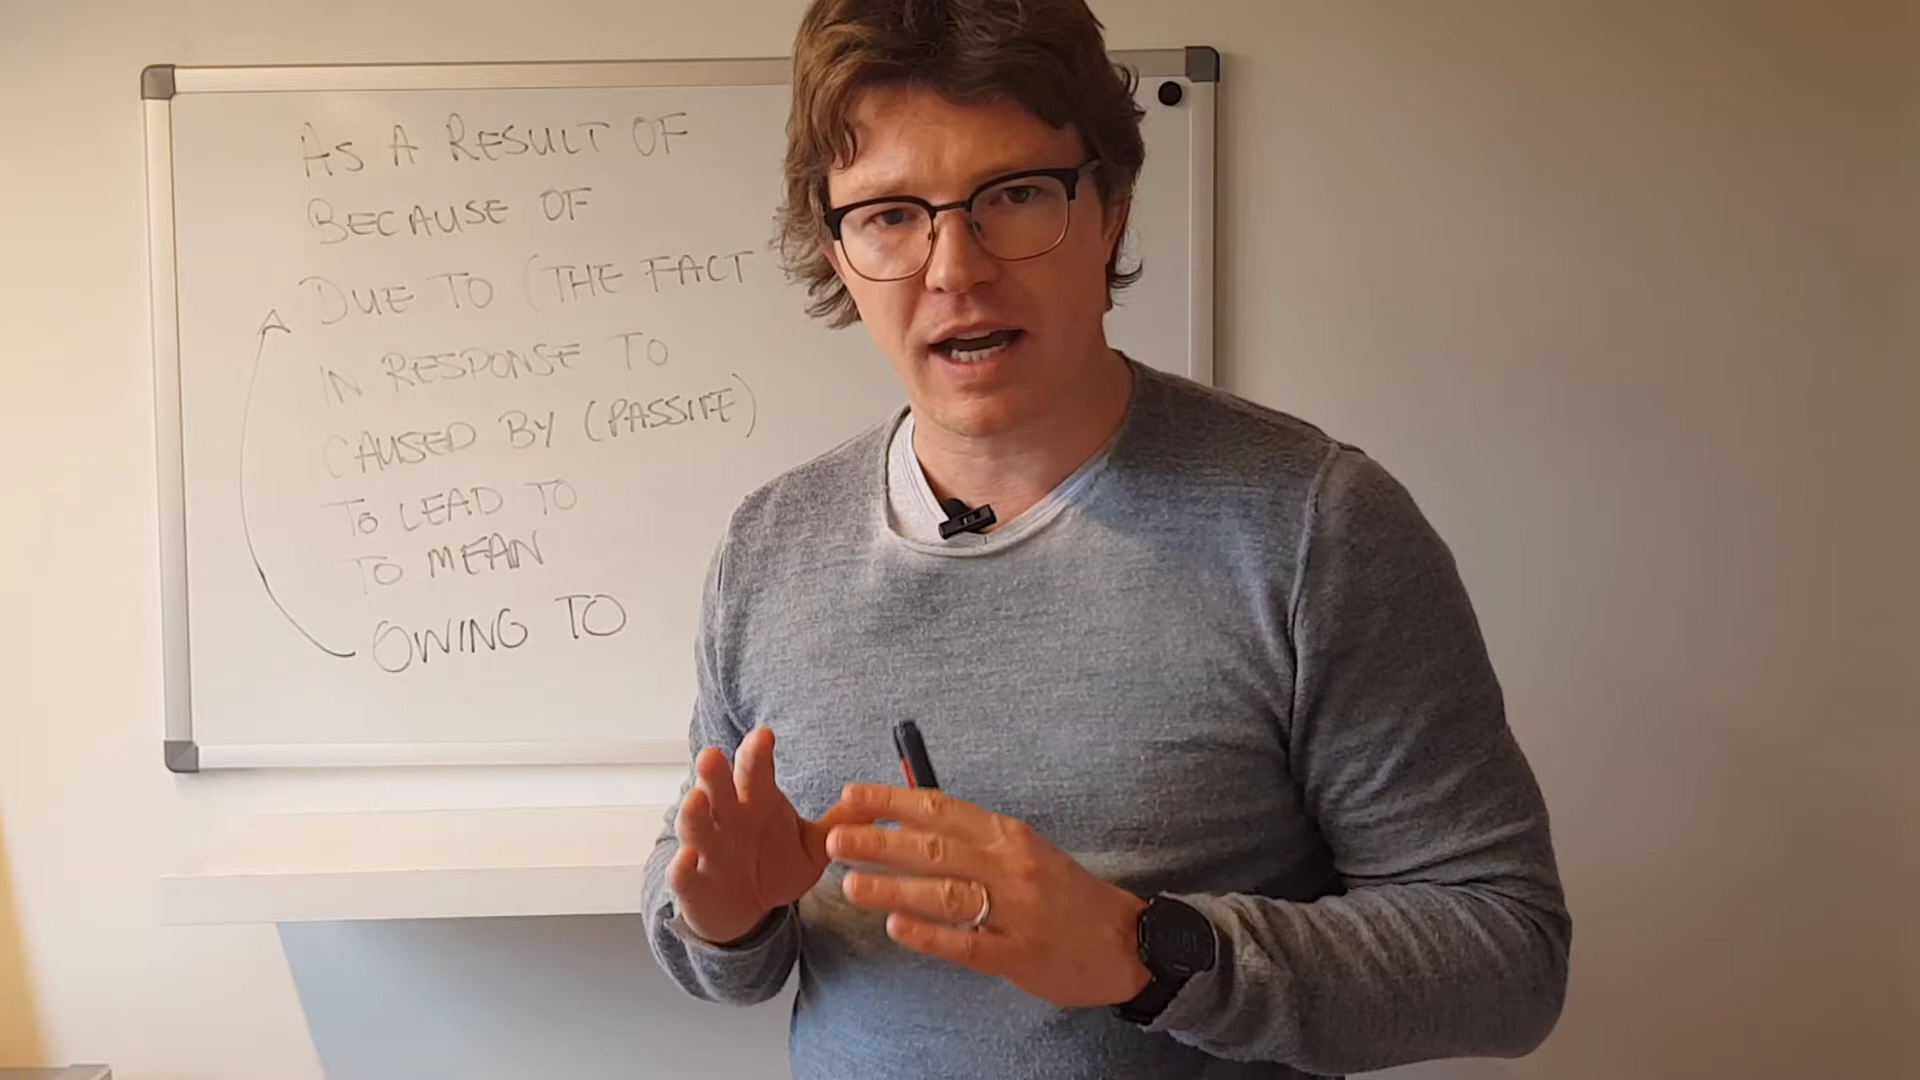 AS A RESULT OF
BECAUSE OF
DUE TO (THE FACT
IN RESPONSE TO
CAUSED BY (PASSIVE)
TO LEAD TO
TO MEAN
OWING TO